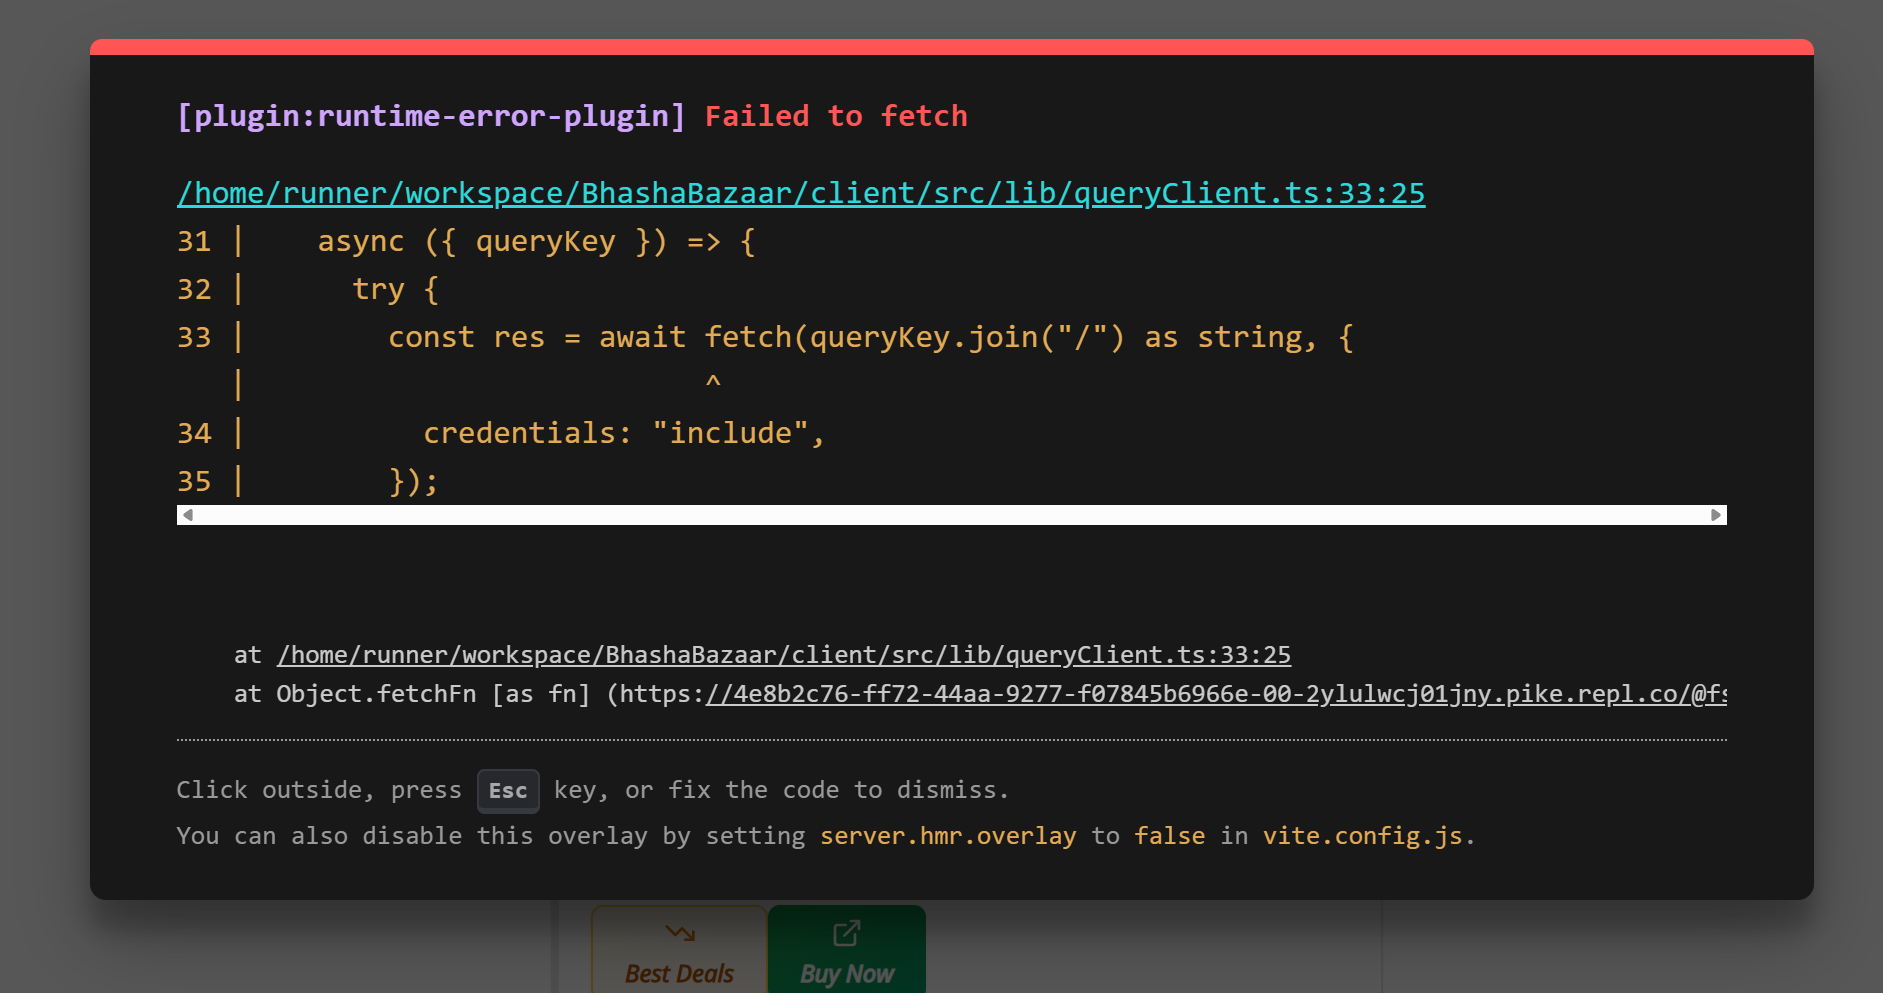 [plugin:runtime-error-plugin] Failed to fetch
/home/runner/workspace/BhashaBazaar/client/src/lib/queryClient.ts:33:25
31 |    async ({ queryKey }) => {
32 |      try {
33 |        const res = await fetch(queryKey.join("/") as string, {
   |                          ^
34 |          credentials: "include",
35 |        });
at /home/runner/workspace/BhashaBazaar/client/src/lib/queryClient.ts:33:25
at Object.fetchFn [as fn] (https://4e8b2c76-ff72-44aa-9277-f07845b6966e-00-2ylulwcj01jny.pike.repl.co/@fs
Click outside, press Esc key, or fix the code to dismiss.
You can also disable this overlay by setting server.hmr.overlay to false in vite.config.js.
Best Deals
Buy Now